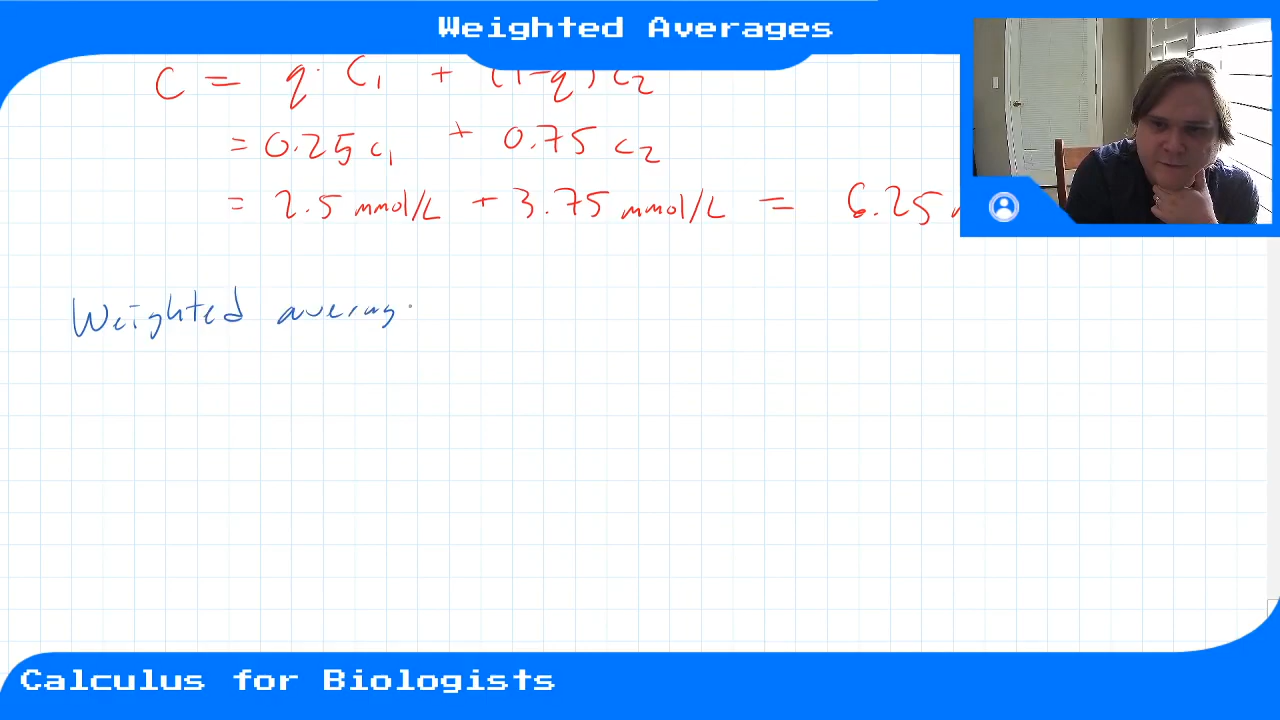 Weighted Averages
C = q · C₁ + (1-q) C₂
= 0.25 C₁ + 0.75 C₂
= 2.5 mmol/L + 3.75 mmol/L = 6.25
Weighted averag
Calculus for Biologists